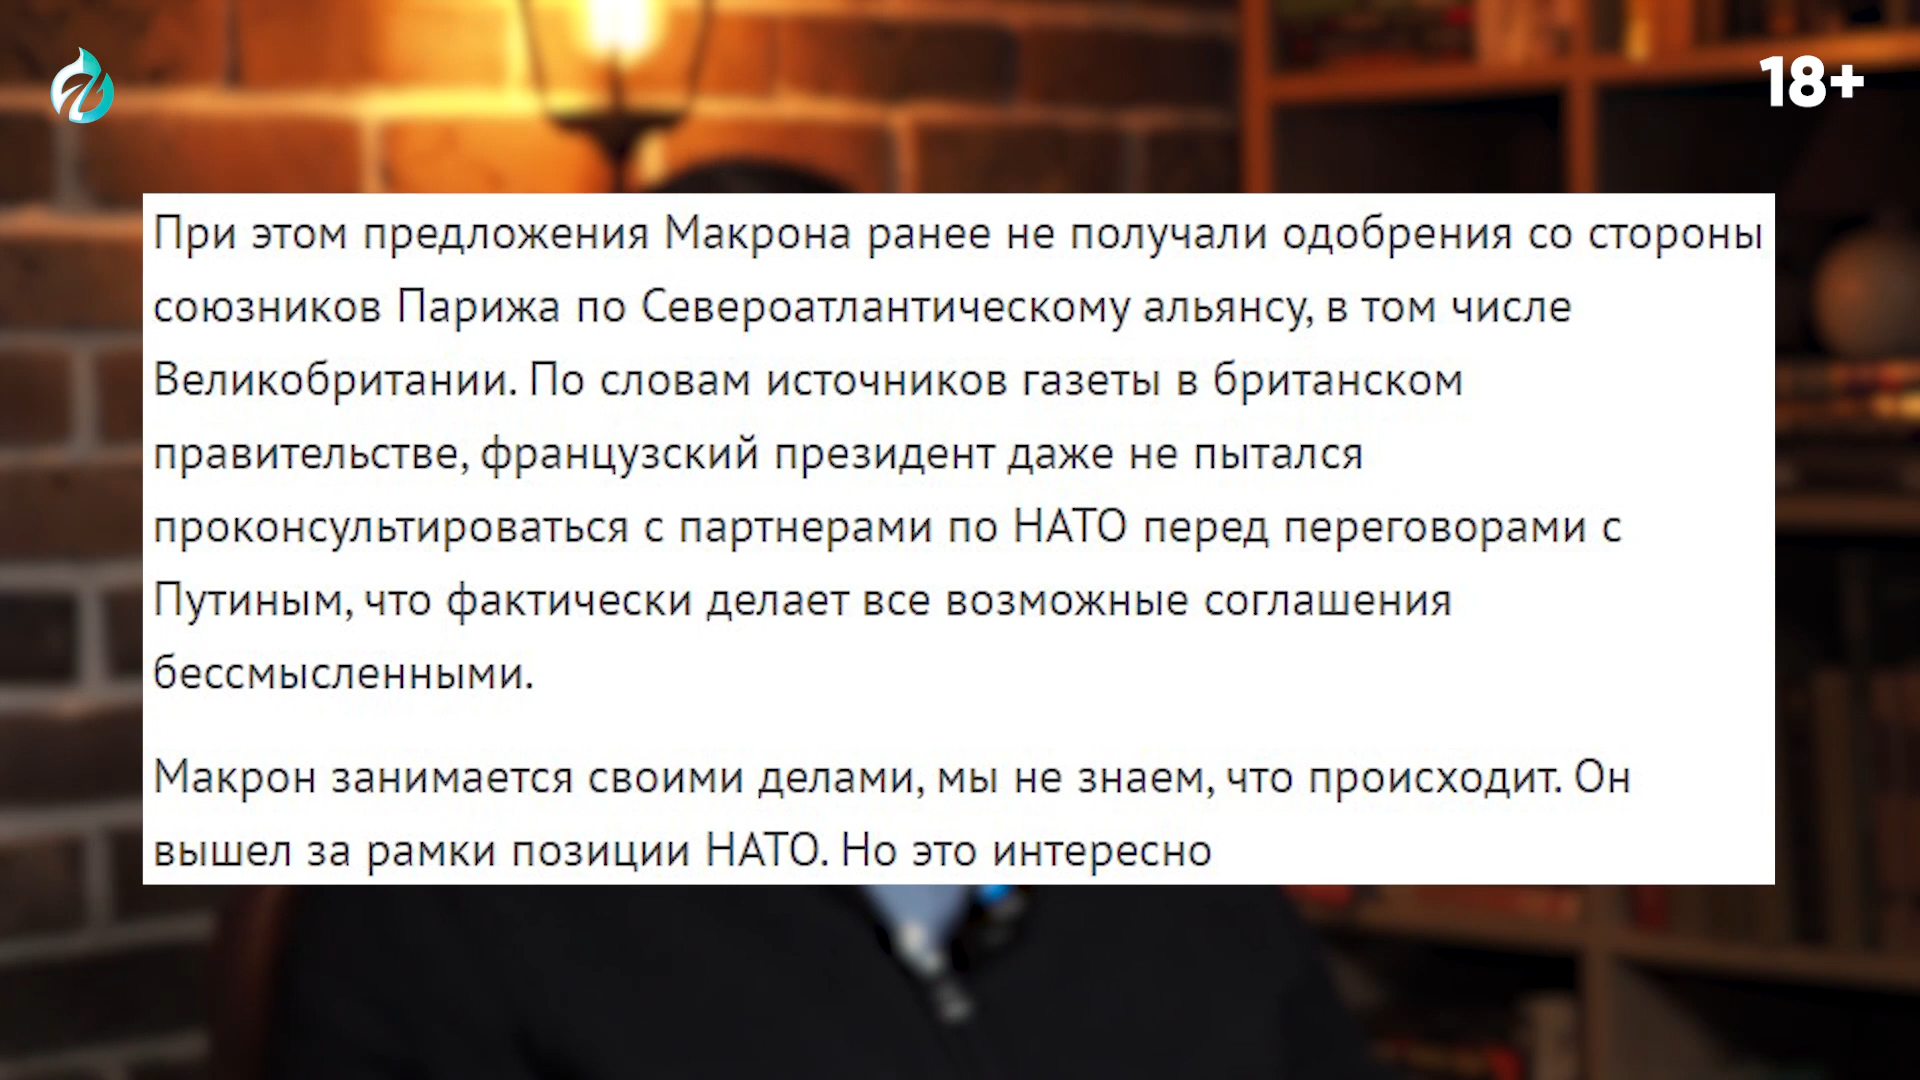 18+
При этом предложения Макрона ранее не получали одобрения со стороны
союзников Парижа по Североатлантическому альянсу, в том числе
Великобритании. По словам источников газеты в британском
правительстве, французский президент даже не пытался
проконсультироваться с партнерами по НАТО перед переговорами с
Путиным, что фактически делает все возможные соглашения
бессмысленными.
Макрон занимается своими делами, мы не знаем, что происходит. Он
вышел за рамки позиции НАТО. Но это интересно